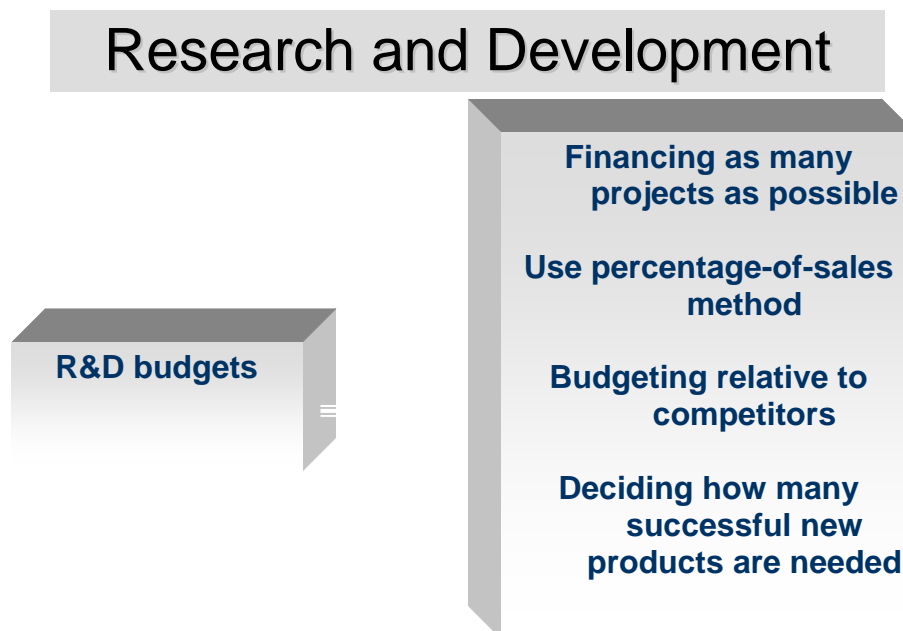 Research and Development
R&D budgets
Financing as many
projects as possible
Use percentage-of-sales
method
Budgeting relative to
competitors
Deciding how many
successful new
products are needed